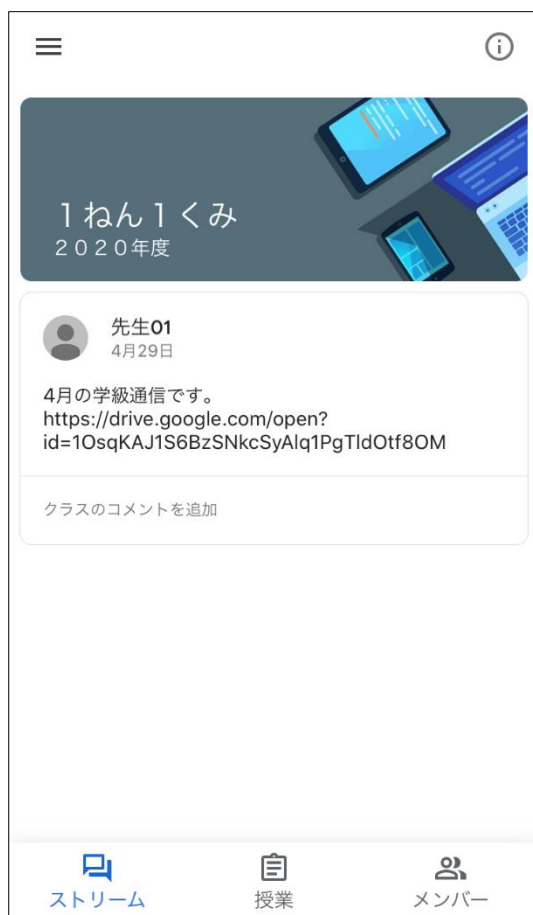 １ねん１くみ
２０２０年度
先生01
4月29日
4月の学級通信です。
https://drive.google.com/open?
id=1OsqKAJ1S6BzSNkcSyAlq1PgTldOtf8OM
クラスのコメントを追加
ストリーム
授業
メンバー